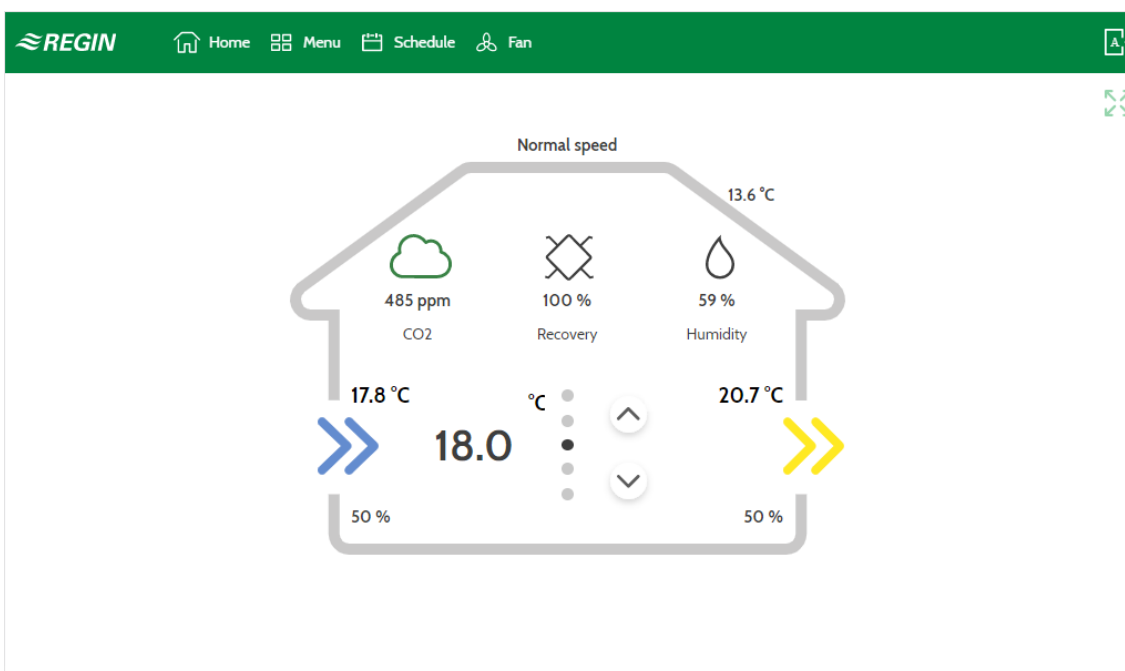 REGIN Home Menu Schedule Fan A
Normal speed
13.6 °C
485 ppm 100 % 59 %
CO2 Recovery Humidity
17.8 °C °C 20.7 °C
18.0
50 % 50 %